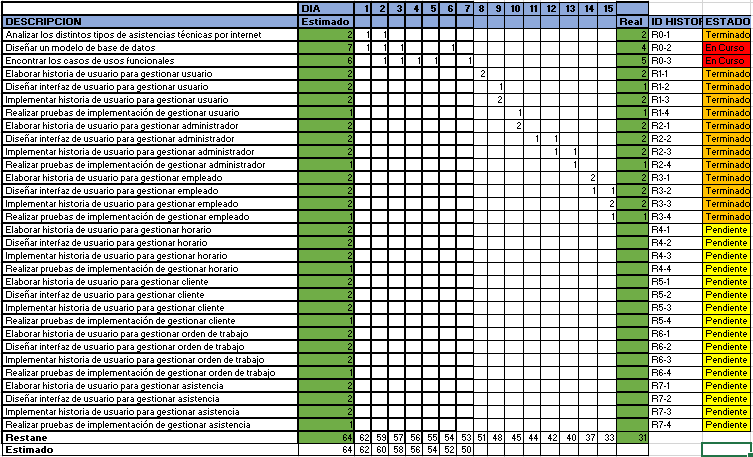 DIA 1 2 3 4 5 6 7 8 9 10 11 12 13 14 15
DESCRIPCION Estimado Real ID HISTOR ESTADO
Analizar los distintos tipos de asistencias técnicas por internet 2 1 1 2 R0-1 Terminado
Diseñar un modelo de base de datos 7 1 1 1 1 4 R0-2 En Curso
Encontrar los casos de usos funcionales 6 1 1 1 1 1 5 R0-3 En Curso
Elaborar historia de usuario para gestionar usuario 2 2 2 R1-1 Terminado
Diseñar interfaz de usuario para gestionar usuario 2 1 1 R1-2 Terminado
Implementar historia de usuario para gestionar usuario 2 2 2 R1-3 Terminado
Realizar pruebas de implementación de gestionar usuario 1 1 1 R1-4 Terminado
Elaborar historia de usuario para gestionar administrador 2 2 2 R2-1 Terminado
Diseñar interfaz de usuario para gestionar administrador 2 1 1 2 R2-2 Terminado
Implementar historia de usuario para gestionar administrador 2 1 1 2 R2-3 Terminado
Realizar pruebas de implementación de gestionar administrador 1 1 1 R2-4 Terminado
Elaborar historia de usuario para gestionar empleado 2 2 2 R3-1 Terminado
Diseñar interfaz de usuario para gestionar empleado 2 1 1 2 R3-2 Terminado
Implementar historia de usuario para gestionar empleado 2 2 2 R3-3 Terminado
Realizar pruebas de implementación de gestionar empleado 1 1 1 R3-4 Terminado
Elaborar historia de usuario para gestionar horario 2 R4-1 Pendiente
Diseñar interfaz de usuario para gestionar horario 2 R4-2 Pendiente
Implementar historia de usuario para gestionar horario 2 R4-3 Pendiente
Realizar pruebas de implementación de gestionar horario 1 R4-4 Pendiente
Elaborar historia de usuario para gestionar cliente 2 R5-1 Pendiente
Diseñar interfaz de usuario para gestionar cliente 2 R5-2 Pendiente
Implementar historia de usuario para gestionar cliente 2 R5-3 Pendiente
Realizar pruebas de implementación de gestionar cliente 1 R5-4 Pendiente
Elaborar historia de usuario para gestionar orden de trabajo 2 R6-1 Pendiente
Diseñar interfaz de usuario para gestionar orden de trabajo 2 R6-2 Pendiente
Implementar historia de usuario para gestionar orden de trabajo 2 R6-3 Pendiente
Realizar pruebas de implementación de gestionar orden de trabajo 1 R6-4 Pendiente
Elaborar historia de usuario para gestionar asistencia 2 R7-1 Pendiente
Diseñar interfaz de usuario para gestionar asistencia 2 R7-2 Pendiente
Implementar historia de usuario para gestionar asistencia 2 R7-3 Pendiente
Realizar pruebas de implementación de gestionar asistencia 1 R7-4 Pendiente
Restane 64 62 59 57 56 55 54 53 51 48 45 44 42 40 37 33 31
Estimado 64 62 60 58 56 54 52 50